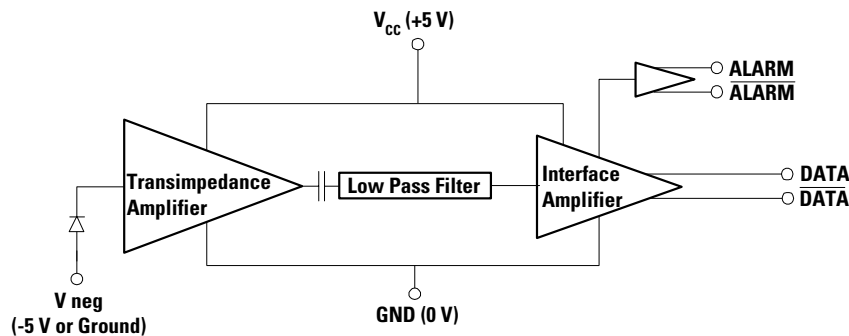 V_CC (+5 V)
ALARM
ALARM
Transimpedance
Amplifier
Low Pass Filter
Interface
Amplifier
DATA
DATA
V neg
(-5 V or Ground)
GND (0 V)